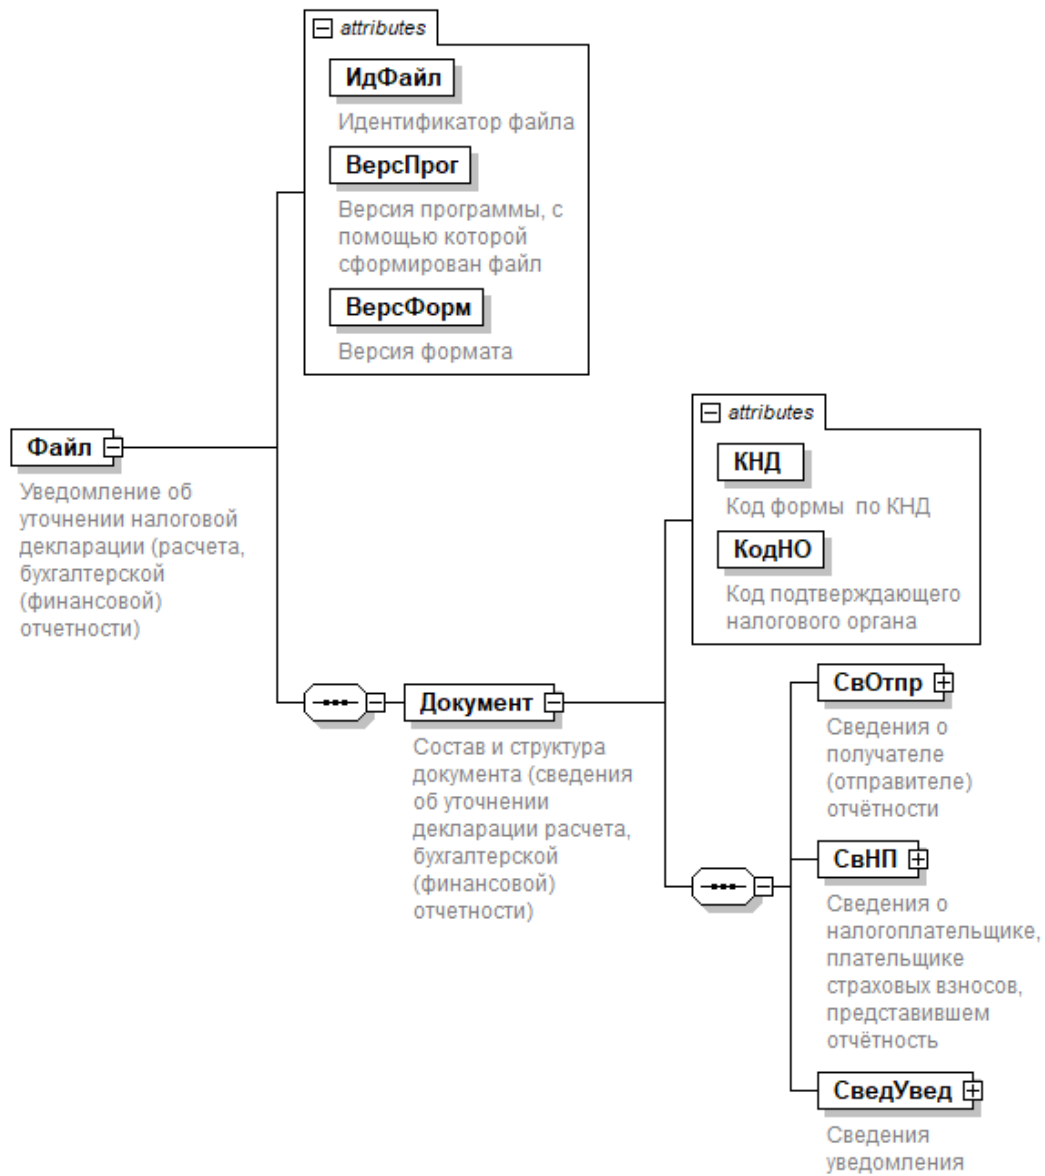 attributes
ИдФайл
Идентификатор файла
ВерсПрог
Версия программы, с
помощью которой
сформирован файл
ВерсФорм
Версия формата
Файл
Уведомление об
уточнении налоговой
декларации (расчета,
бухгалтерской
(финансовой)
отчетности)
attributes
КНД
Код формы по КНД
КодНО
Код подтверждающего
налогового органа
Документ
Состав и структура
документа (сведения
об уточнении
декларации расчета,
бухгалтерской
(финансовой)
отчетности)
СвОтпр
Сведения о
получателе
(отправителе)
отчётности
СвНП
Сведения о
налогоплательщике,
плательщике
страховых взносов,
представившем
отчётность
СведУвед
Сведения
уведомления